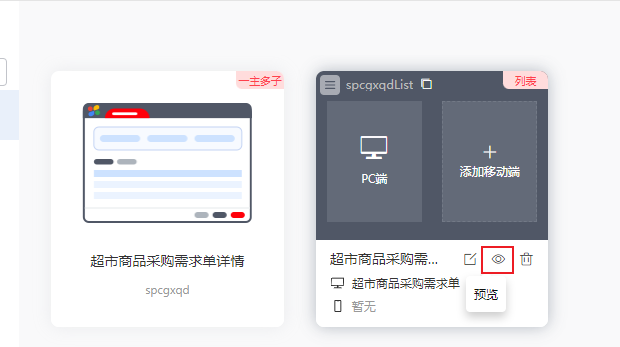 一主多子
超市商品采购需求单详情
spcgxqd
spcgxqdList
列表
PC端
添加移动端
超市商品采购需...
超市商品采购需求单
预览
暂无